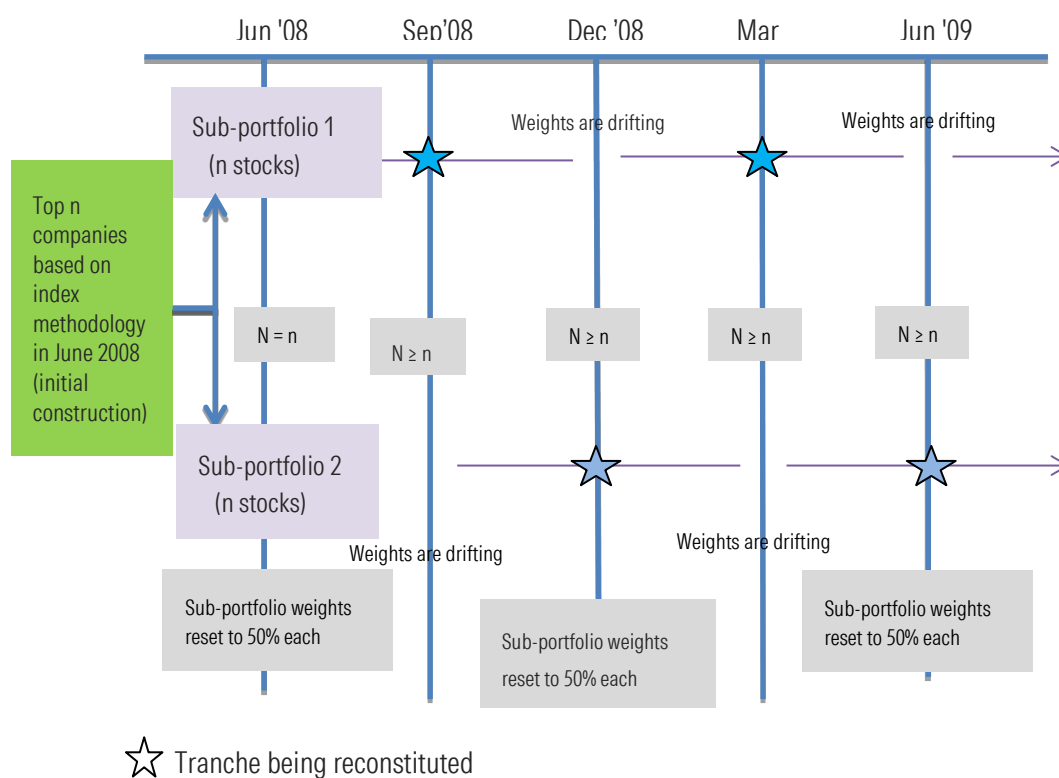 Jun '08
Sep’08
Dec '08
Mar
Jun '09
Sub-portfolio 1
(n stocks)
Weights are drifting
Weights are drifting
Top n
companies
based on
index
methodology
in June 2008
(initial
construction)
N = n
N ≥ n
N ≥ n
N ≥ n
N ≥ n
Sub-portfolio 2
(n stocks)
Weights are drifting
Weights are drifting
Sub-portfolio weights
reset to 50% each
Sub-portfolio weights
reset to 50% each
Sub-portfolio weights
reset to 50% each
Tranche being reconstituted